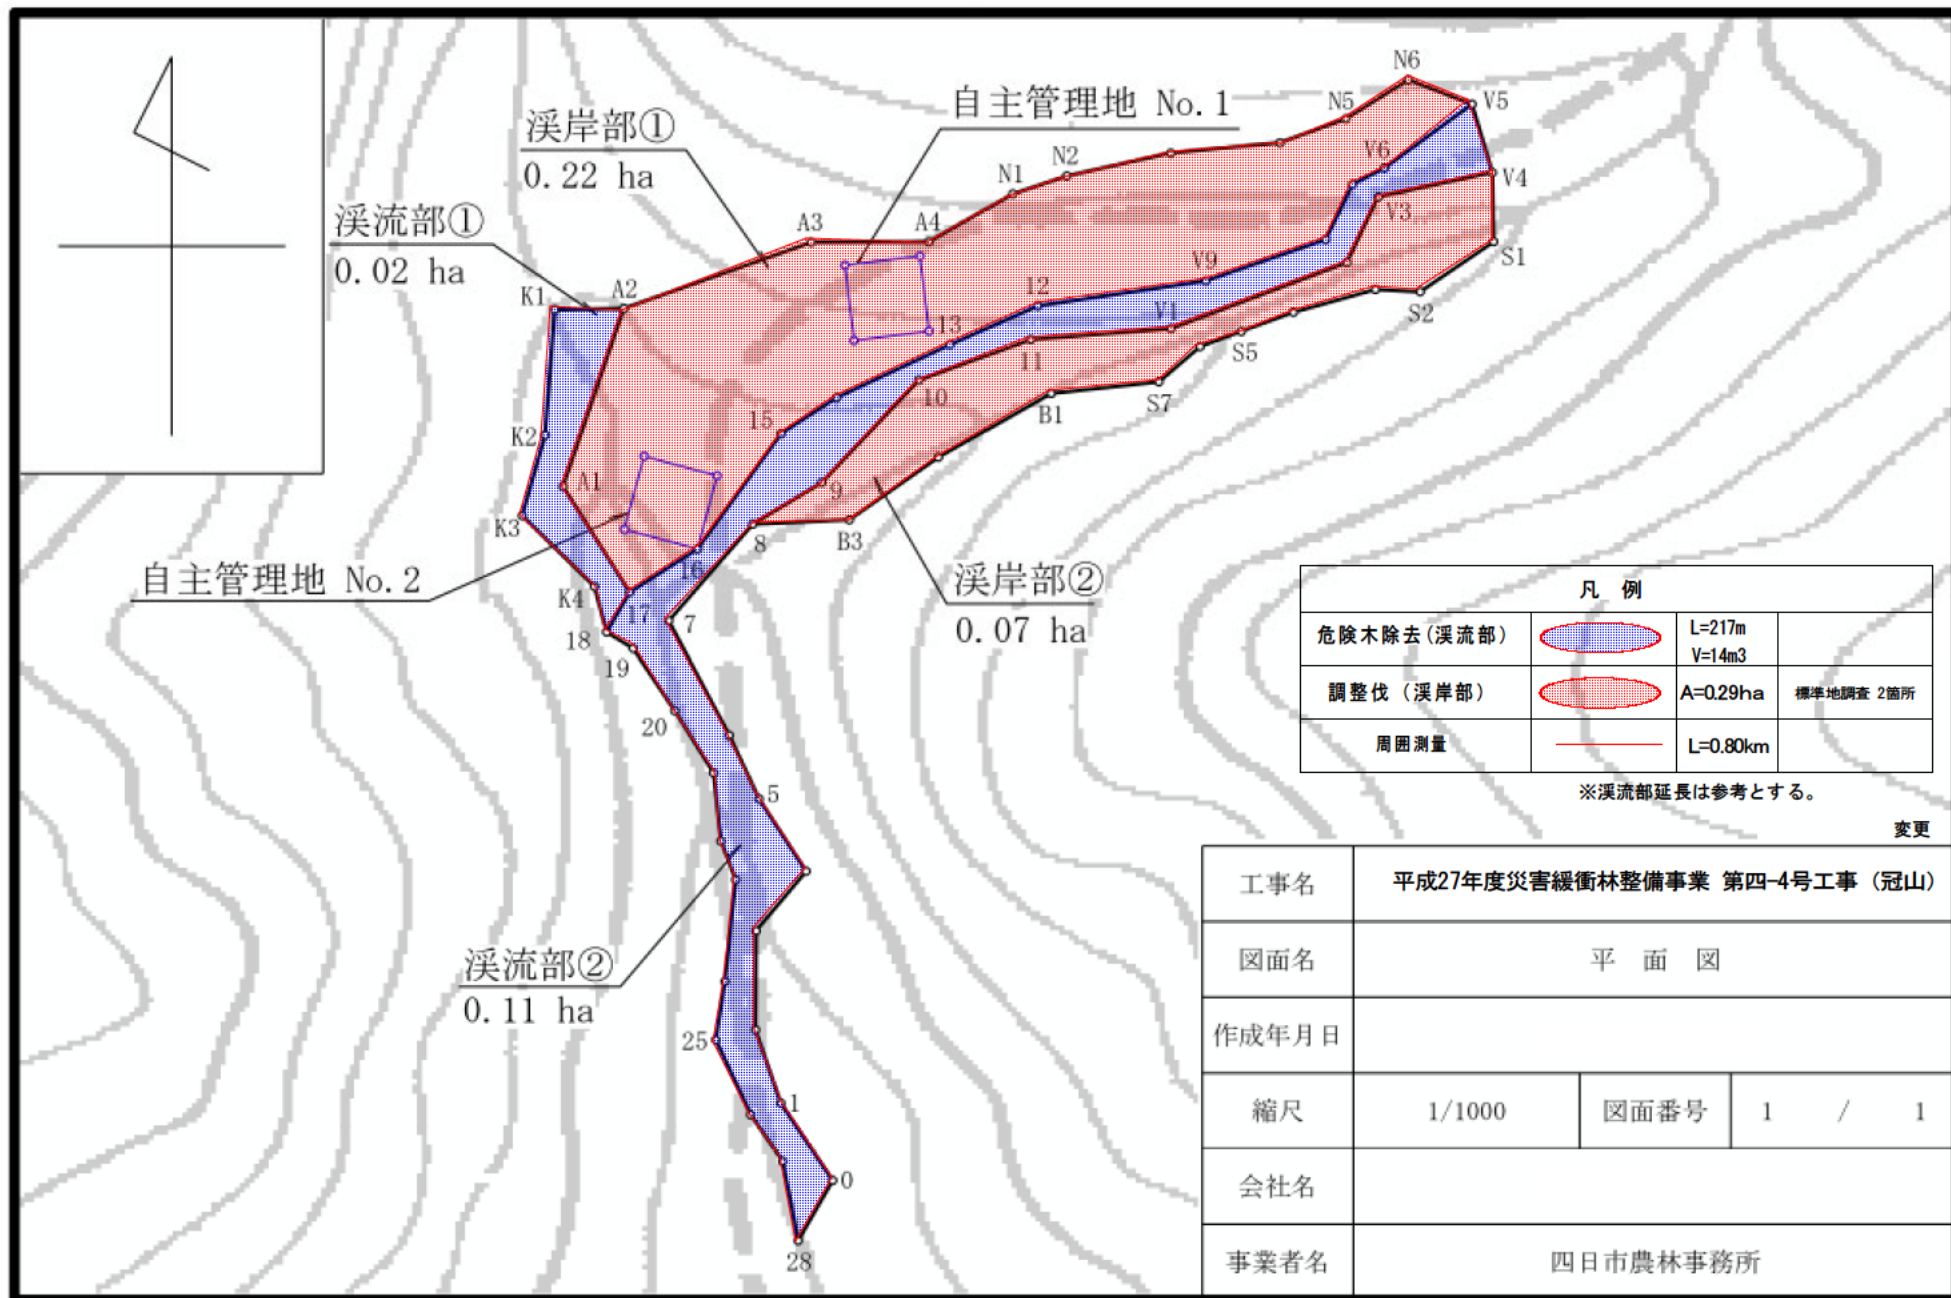 N6
自主管理地 No.1
N5
V5
渓岸部①
0.22 ha
N2
N1
V6
V4
V3
渓流部①
0.02 ha
A3
A4
S1
V9
K1
A2
12
S2
V1
13
S5
11
10
B1
S7
K2
15
A1
9
K3
8
B3
16
自主管理地 No.2
渓岸部②
0.07 ha
K4
17
7
18
19
20
凡 例
危険木除去(渓流部)
L=217m
V=14m3
調整伐 (渓岸部)
A=0.29ha
標準地調査 2箇所
周囲測量
L=0.80km
※渓流部延長は参考とする。
変更
5
渓流部②
0.11 ha
25
1
0
28
工事名
平成27年度災害緩衝林整備事業 第四-4号工事 (冠山)
図面名
平 面 図
作成年月日
縮尺
1/1000
図面番号
1 / 1
会社名
事業者名
四日市農林事務所